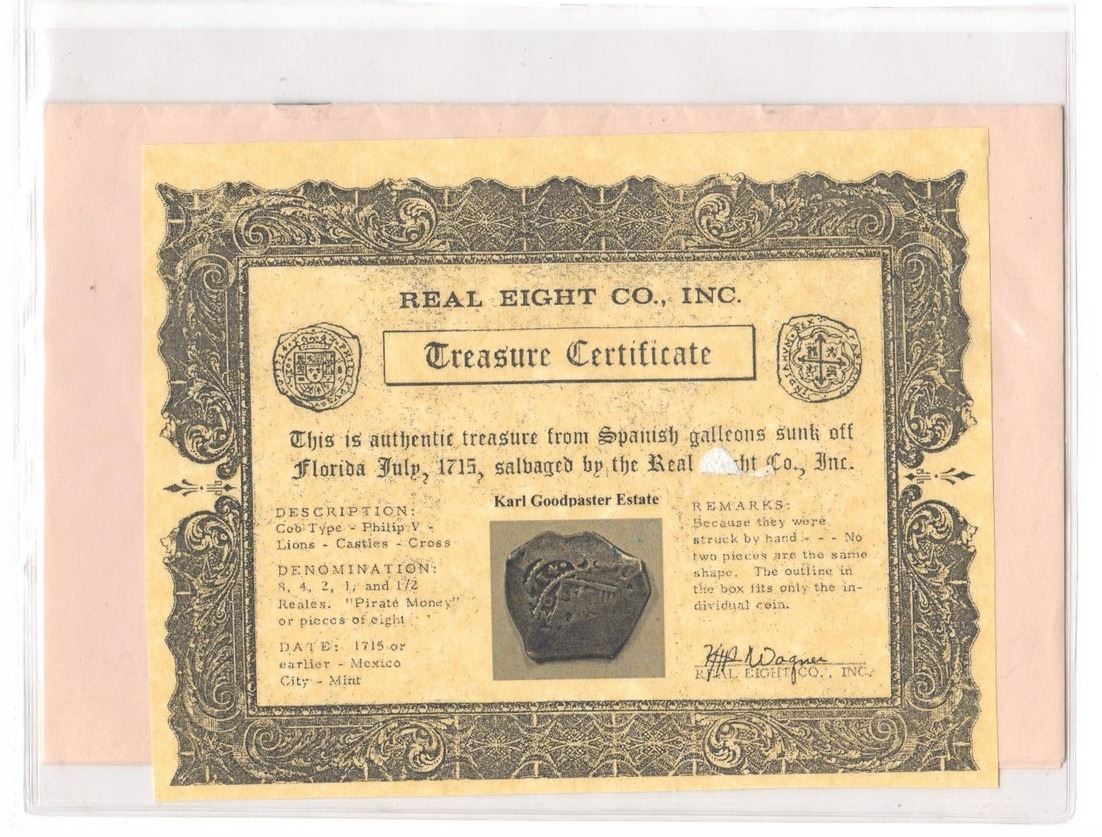 REAL EIGHT CO., INC.
Treasure Certificate
This is authentic treasure from Spanish galleons sunk off
Florida July, 1715, salvaged by the Real ght Co., Inc.
Karl Goodpaster Estate
DESCRIPTION:
Cob Type - Philip V -
Lions - Castles - Cross
DENOMINATION:
8, 4, 2, 1, and 1/2
Reales. "Pirate Money"
or pieces of eight
DATE: 1715 or
earlier - Mexico
City - Mint
REMARKS:
Because they were
struck by hand - - - No
two pieces are the same
shape. The outline in
the box fits only the in-
dividual coin.
Wagner
REAL EIGHT CO., INC.